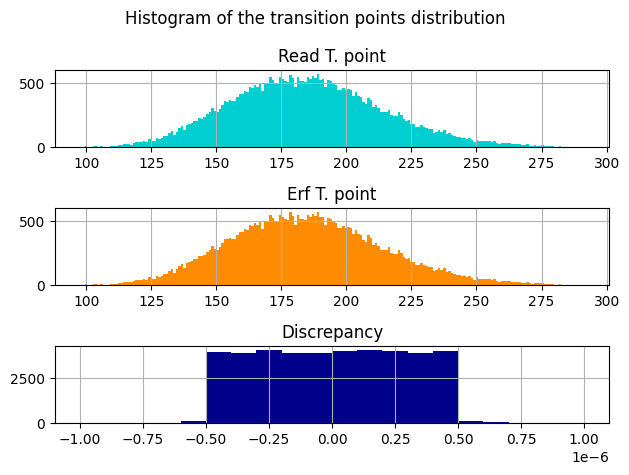 Histogram of the transition points distribution
Read T. point
500
0
100 125 150 175 200 225 250 275 300
Erf T. point
500
0
100 125 150 175 200 225 250 275 300
Discrepancy
2500
0
−1.00 −0.75 −0.50 −0.25 0.00 0.25 0.50 0.75 1.00
1e−6